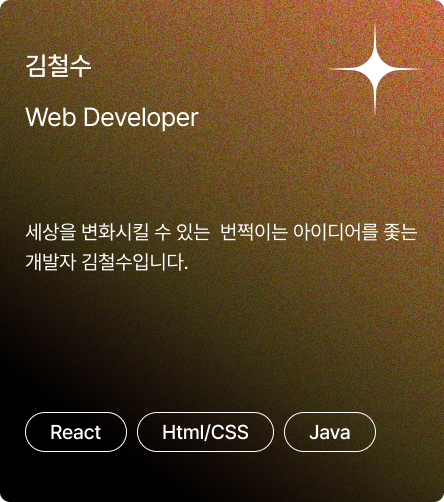 김철수
Web Developer
세상을 변화시킬 수 있는 번쩍이는 아이디어를 좇는
개발자 김철수입니다.
React
Html/CSS
Java